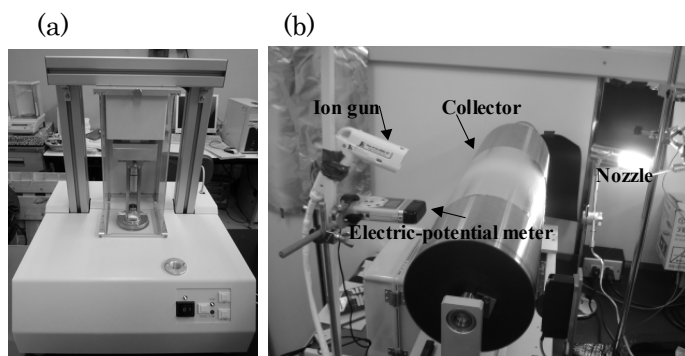 (a)
(b)
Ion gun
Collector
Nozzle
Electric-potential meter